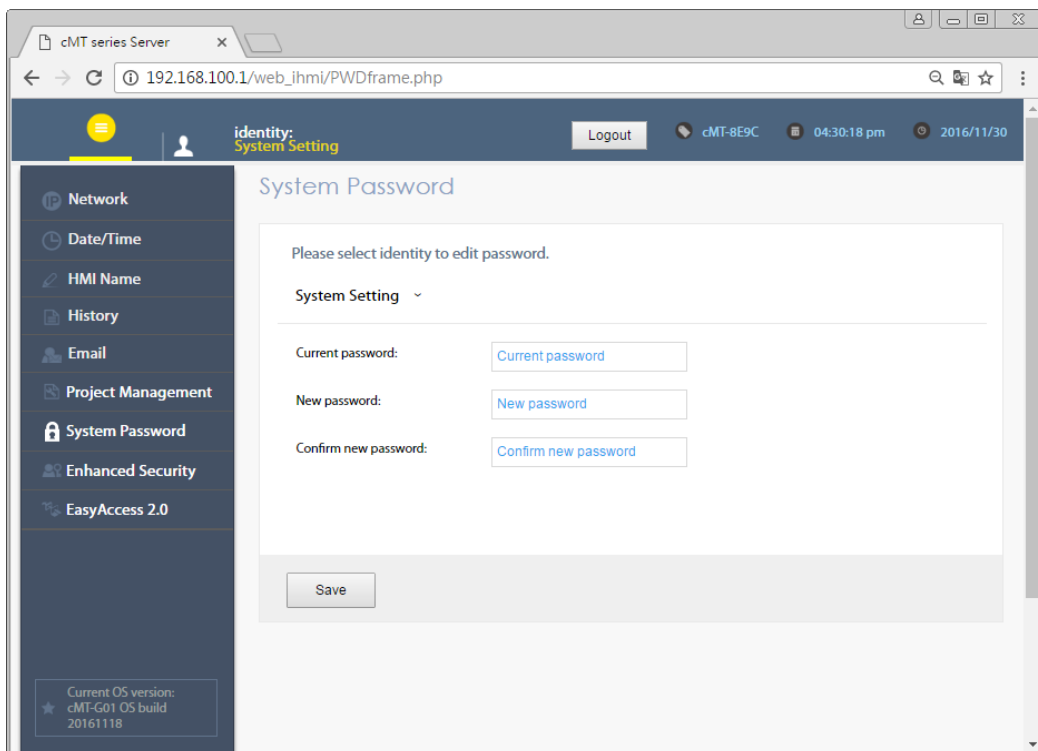 cMT series Server
192.168.100.1/web_ihmi/PWDframe.php
identity:
System Setting
Logout
cMT-8E9C
04:30:18 pm
2016/11/30
Network
Date/Time
HMI Name
History
Email
Project Management
System Password
Enhanced Security
EasyAccess 2.0
Current OS version:
cMT-G01 OS build
20161118
System Password
Please select identity to edit password.
System Setting
Current password:
Current password
New password:
New password
Confirm new password:
Confirm new password
Save